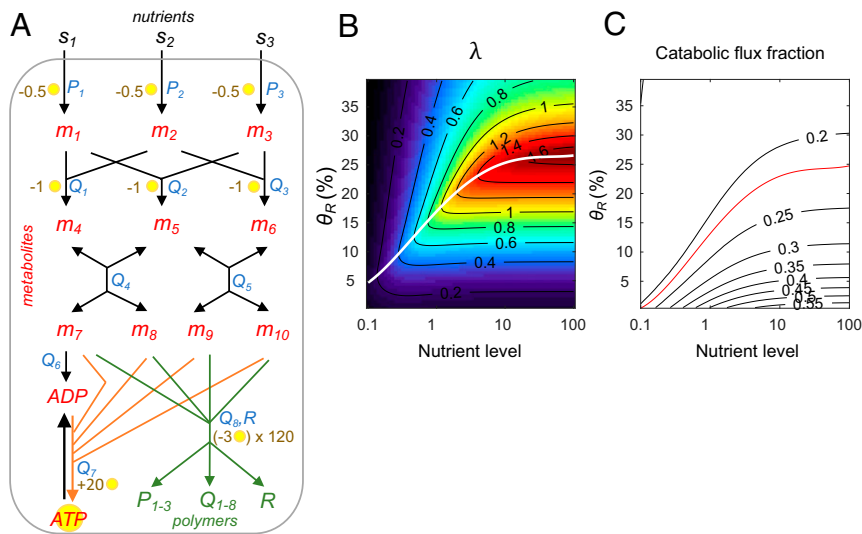 A
nutrients
s1 s2 s3
-0.5 P1 -0.5 P2 -0.5 P3
m1 m2 m3
-1 Q1 -1 Q2 -1 Q3
m4 m5 m6
metabolites
Q4 Q5
m7 m8 m9 m10
Q6
ADP
Q8,R
(-3 ) x 120
Q7
+20
ATP
P1-3 Q1-8 R
polymers
B
λ
θR (%)
35
30
25
20
15
10
5
0.2
0.4
0.6
0.8
1
1.2
1.4
1.6
1
0.8
0.6
0.4
0.2
0.1 1 10 100
Nutrient level
C
Catabolic flux fraction
θR (%)
35
30
25
20
15
10
5
0.2
0.25
0.3
0.35
0.4
0.45
0.5
0.55
0.1 1 10 100
Nutrient level